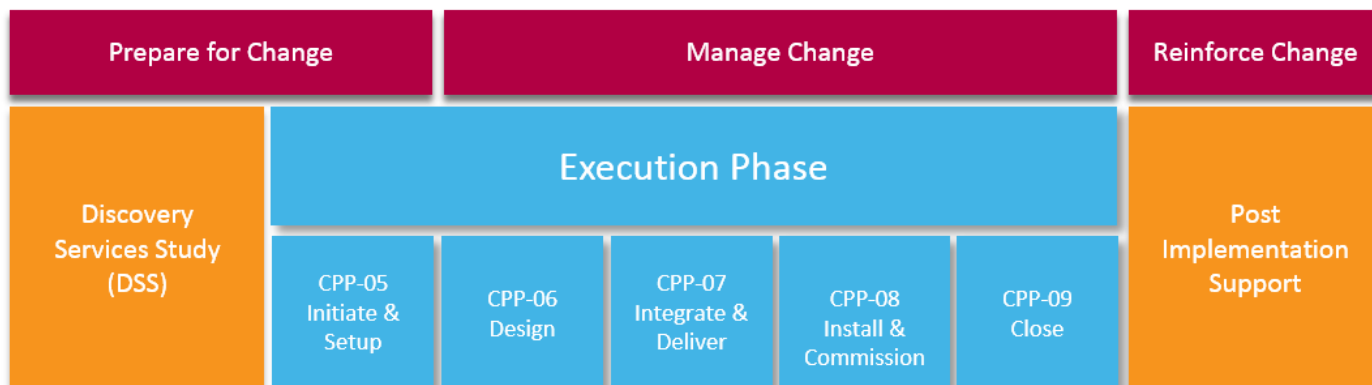 Prepare for Change
Manage Change
Reinforce Change
Discovery
Services Study
(DSS)
Execution Phase
CPP-05
Initiate &
Setup
CPP-06
Design
CPP-07
Integrate &
Deliver
CPP-08
Install &
Commission
CPP-09
Close
Post
Implementation
Support